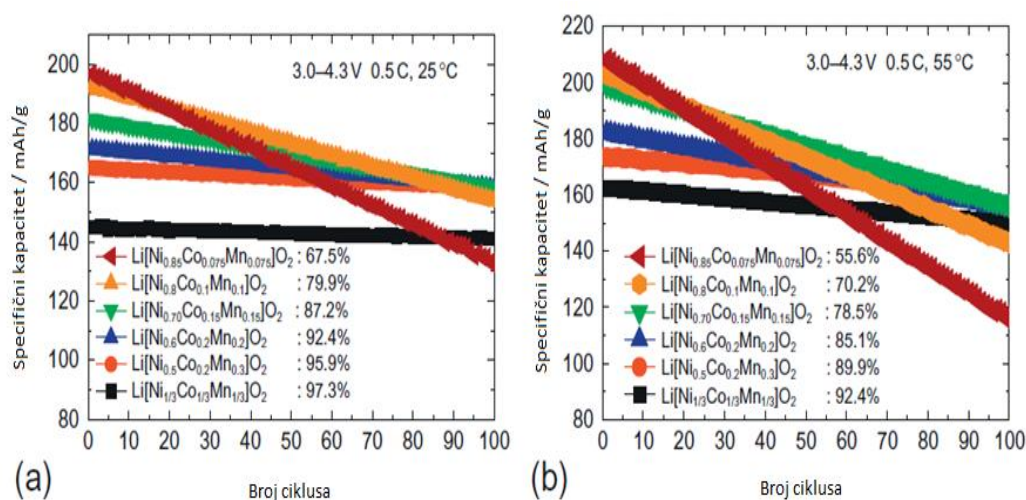 3.0–4.3 V 0.5 C, 25 °C
Specifični kapacitet / mAh/g
200
180
160
140
120
100
80
Li[Ni0.85Co0.075Mn0.075]O2 : 67.5%
Li[Ni0.8Co0.1Mn0.1]O2 : 79.9%
Li[Ni0.70Co0.15Mn0.15]O2 : 87.2%
Li[Ni0.6Co0.2Mn0.2]O2 : 92.4%
Li[Ni0.5Co0.2Mn0.3]O2 : 95.9%
Li[Ni1/3Co1/3Mn1/3]O2 : 97.3%
0 10 20 30 40 50 60 70 80 90 100
(a)
Broj ciklusa
3.0–4.3 V 0.5 C, 55 °C
Specifični kapacitet / mAh/g
220
200
180
160
140
120
100
80
Li[Ni0.85Co0.075Mn0.075]O2 : 55.6%
Li[Ni0.8Co0.1Mn0.1]O2 : 70.2%
Li[Ni0.70Co0.15Mn0.15]O2 : 78.5%
Li[Ni0.6Co0.2Mn0.2]O2 : 85.1%
Li[Ni0.5Co0.2Mn0.3]O2 : 89.9%
Li[Ni1/3Co1/3Mn1/3]O2 : 92.4%
0 10 20 30 40 50 60 70 80 90 100
(b)
Broj ciklusa